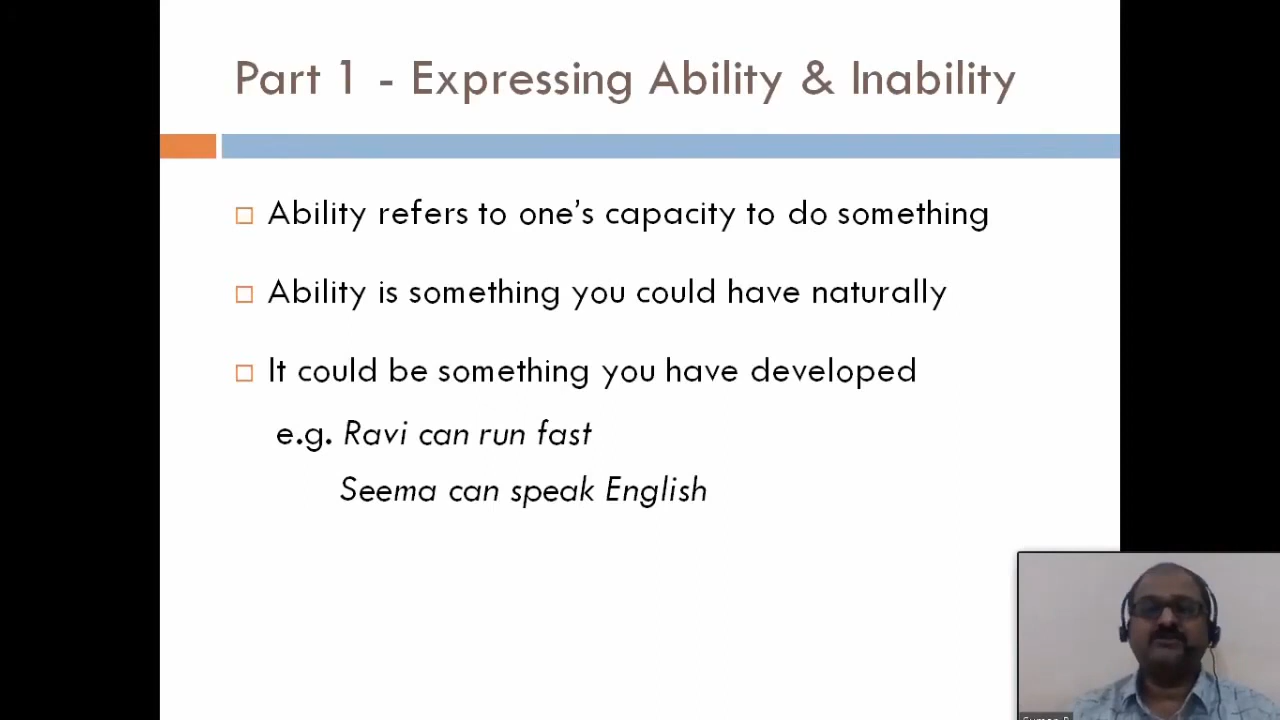 Part 1 - Expressing Ability & Inability
Ability refers to one's capacity to do something
Ability is something you could have naturally
It could be something you have developed
e.g. Ravi can run fast
Seema can speak English